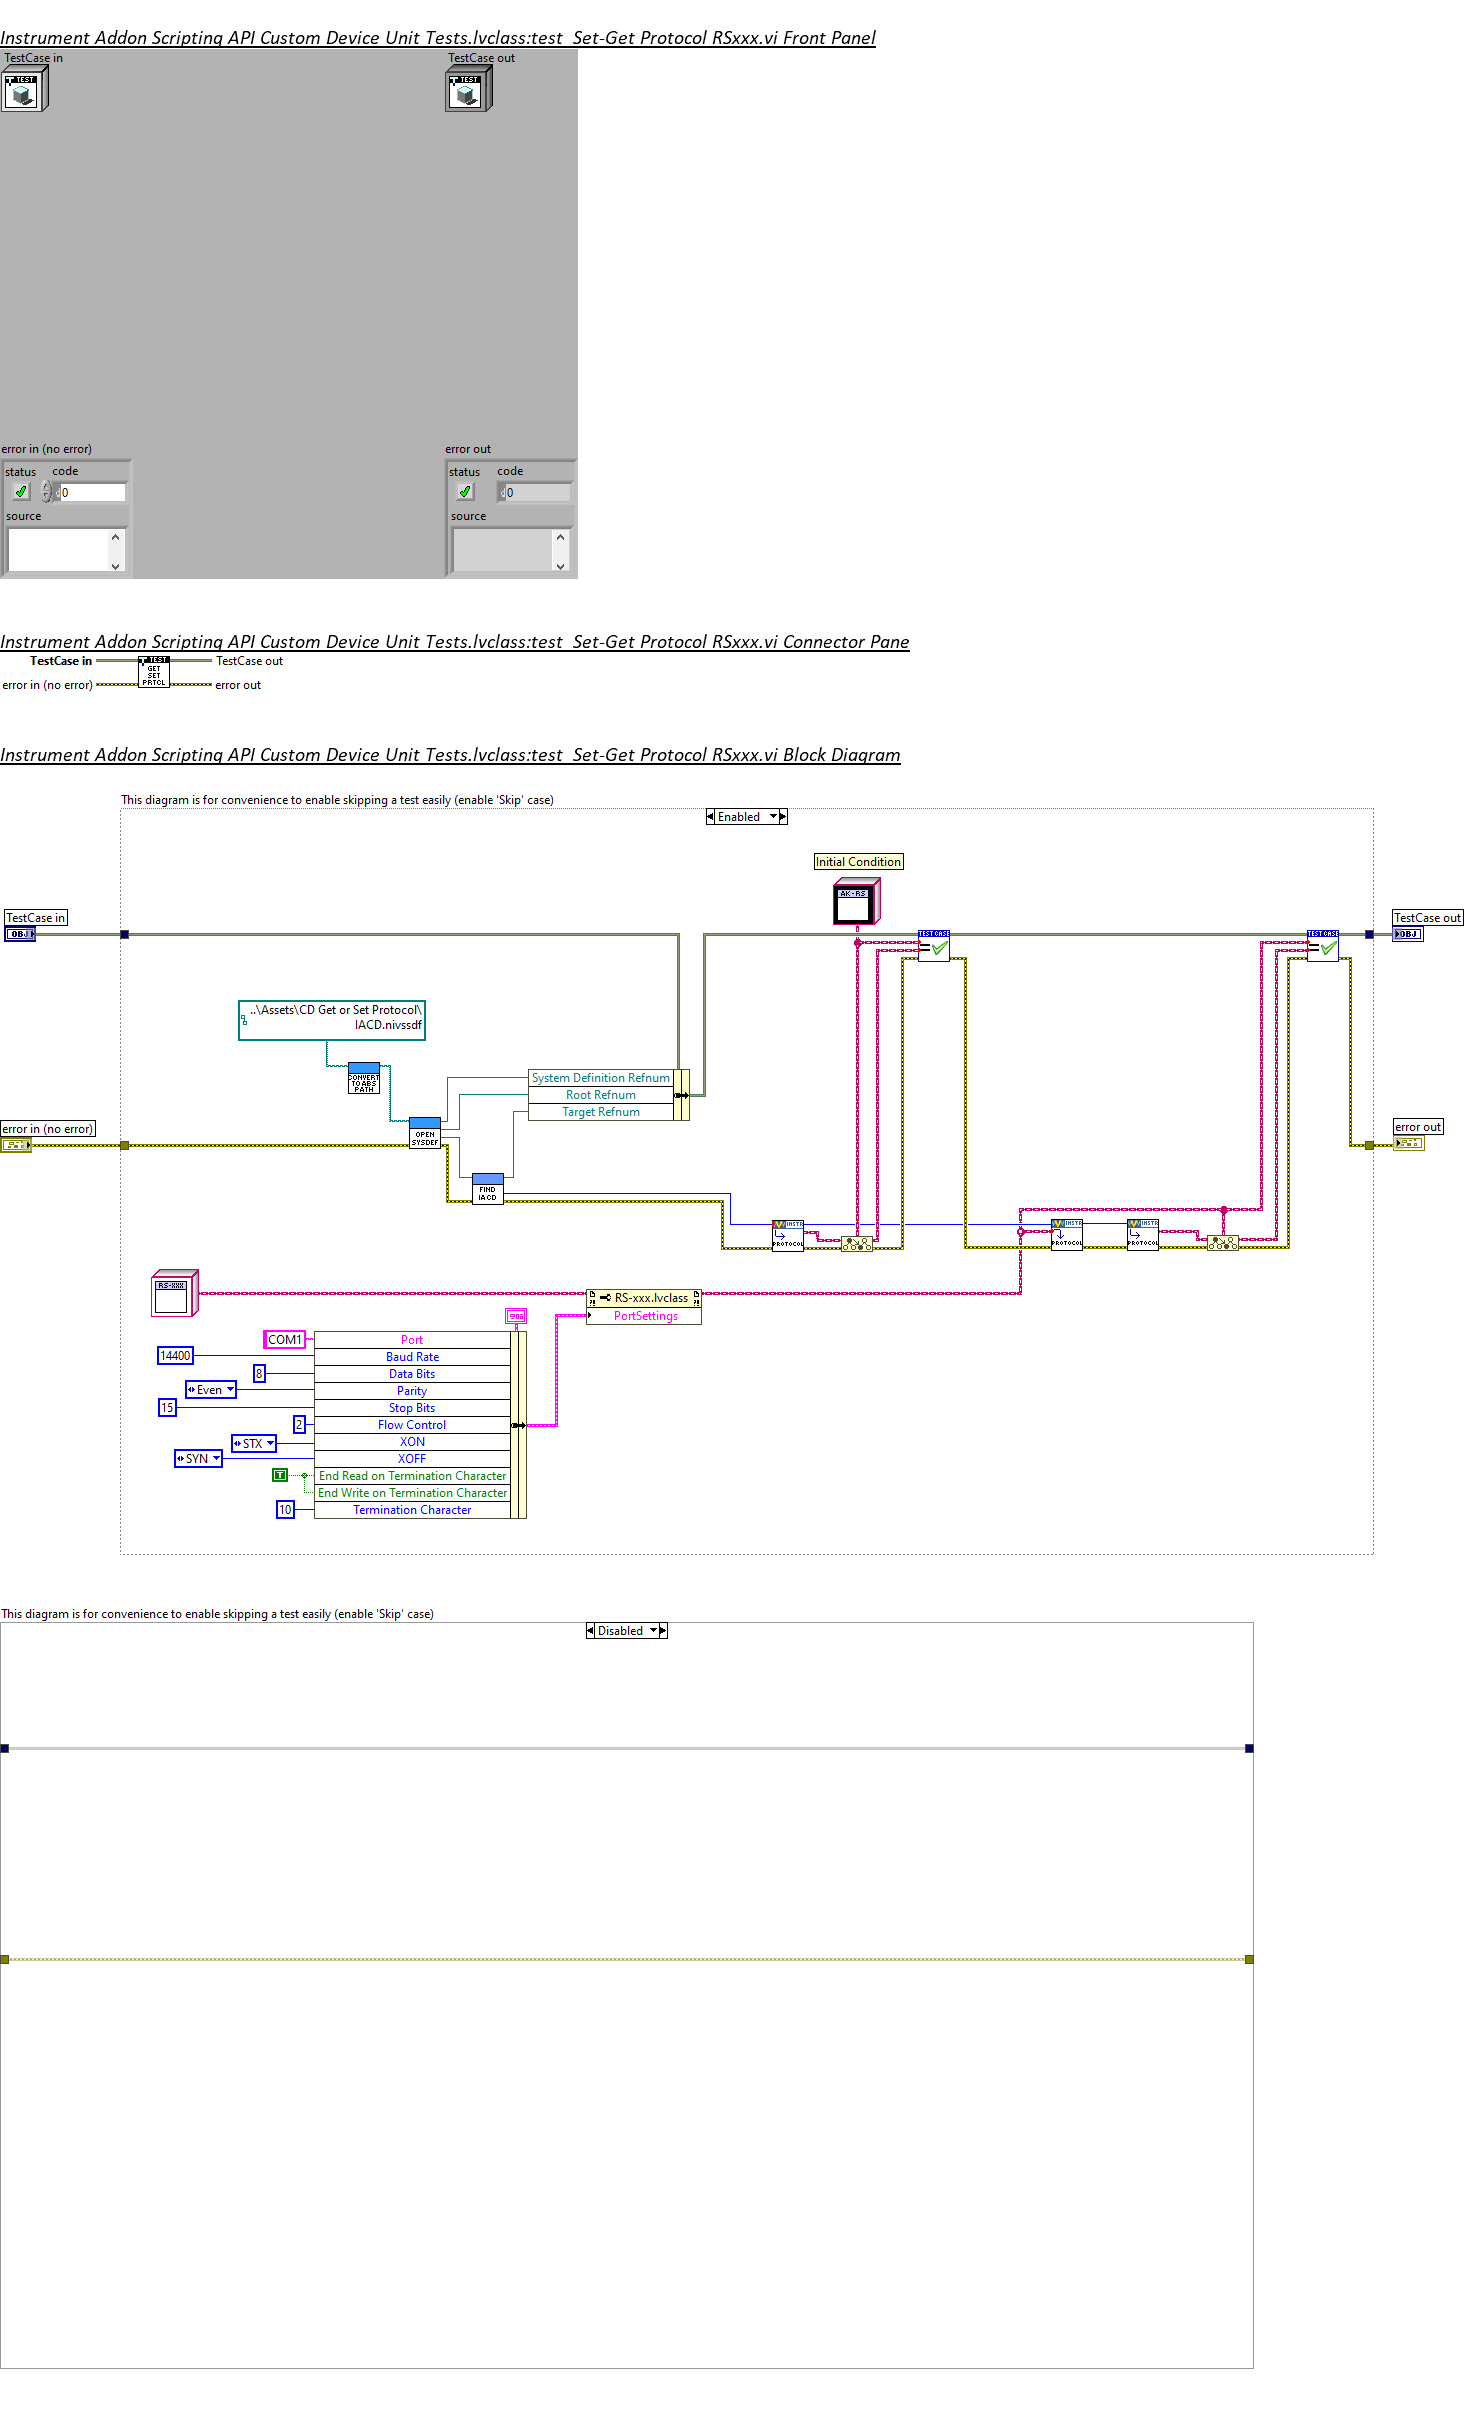 Instrument Addon Scripting API Custom Device Unit Tests.lvclass:test_Set-Get Protocol RSxxx.vi Front Panel
TestCase in
TestCase out
TEST
TEST
error in (no error)
error out
status code
status code
d0
d0
source
source
Instrument Addon Scripting API Custom Device Unit Tests.lvclass:test_Set-Get Protocol RSxxx.vi Connector Pane
TestCase in
TEST
GET
SET
PRTCL
TestCase out
error in (no error)
error out
Instrument Addon Scripting API Custom Device Unit Tests.lvclass:test_Set-Get Protocol RSxxx.vi Block Diagram
This diagram is for convenience to enable skipping a test easily (enable 'Skip' case)
Enabled
Initial Condition
AK-RS
TestCase in
OBJ
TESTCASE
TESTCASE
TestCase out
OBJ
..\Assets\CD Get or Set Protocol\
IACD.nivssdf
CONVERT
TO ABS
PATH
System Definition Refnum
Root Refnum
Target Refnum
error in (no error)
OPEN
SYSDEF
error out
FIND
IACD
INSTR
PROTOCOL
INSTR
PROTOCOL
INSTR
PROTOCOL
RS-XXX
RS-xxx.lvclass
PortSettings
COM1
Port
14400
Baud Rate
8
Data Bits
Even
Parity
15
Stop Bits
2
Flow Control
STX
XON
SYN
XOFF
T
End Read on Termination Character
End Write on Termination Character
10
Termination Character
This diagram is for convenience to enable skipping a test easily (enable 'Skip' case)
Disabled